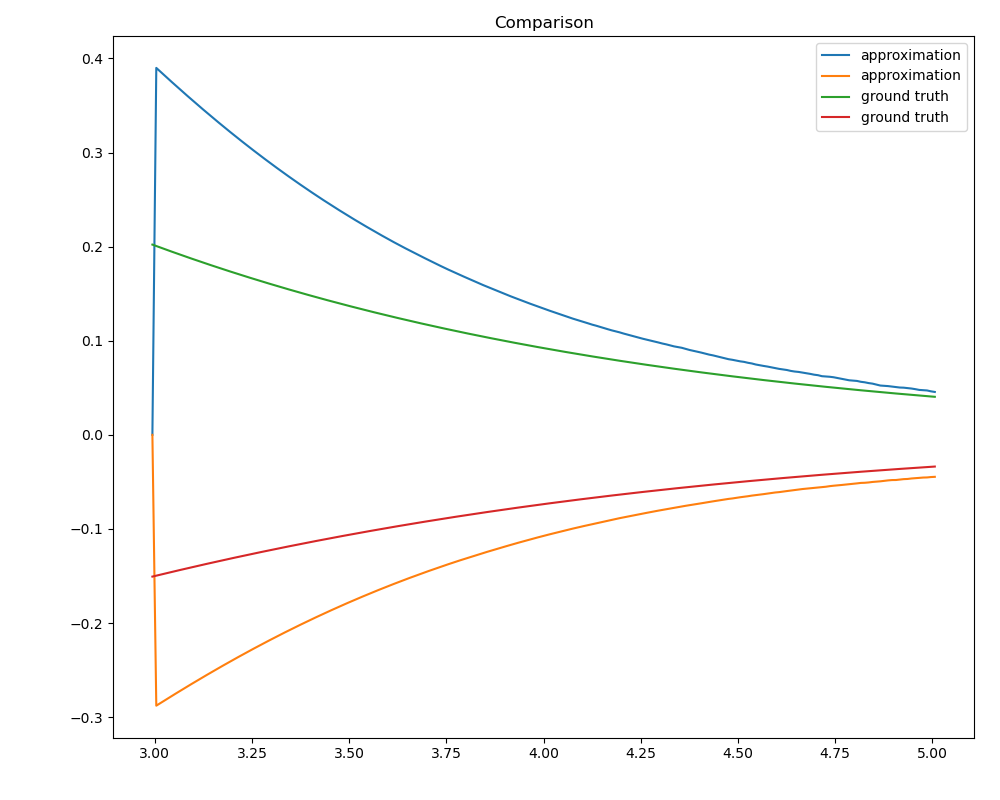 Comparison
approximation
approximation
ground truth
ground truth
0.4
0.3
0.2
0.1
0.0
−0.1
−0.2
−0.3
3.00 3.25 3.50 3.75 4.00 4.25 4.50 4.75 5.00